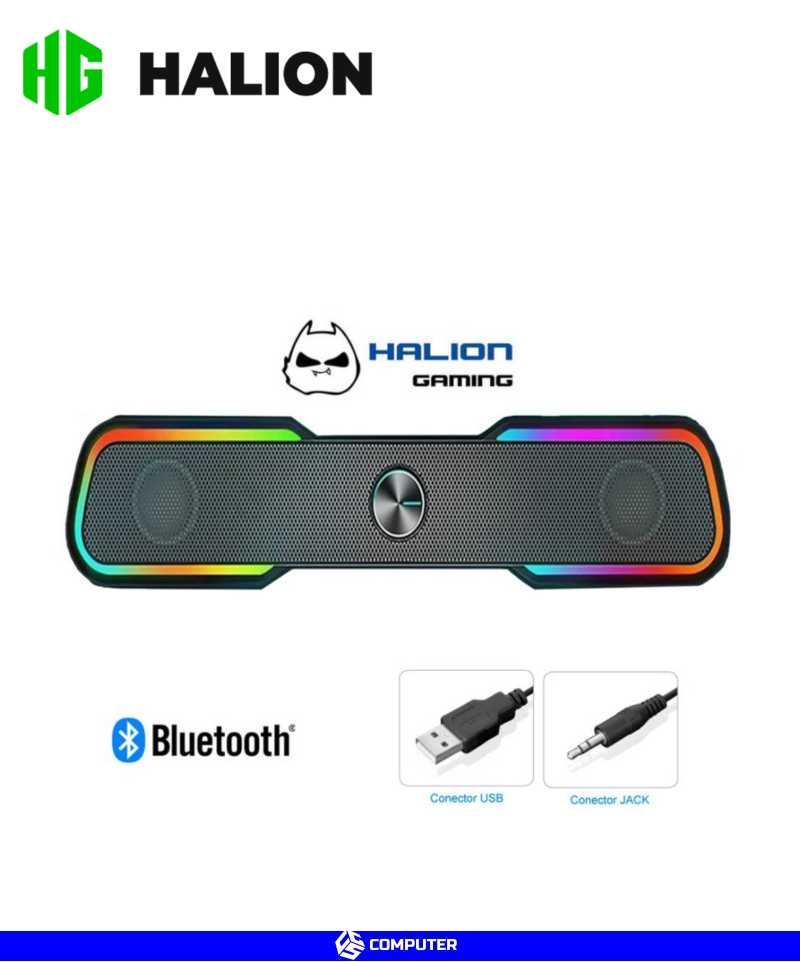 HG HALION
HALION
GAMING
Bluetooth
Conector USB
Conector JACK
COMPUTER